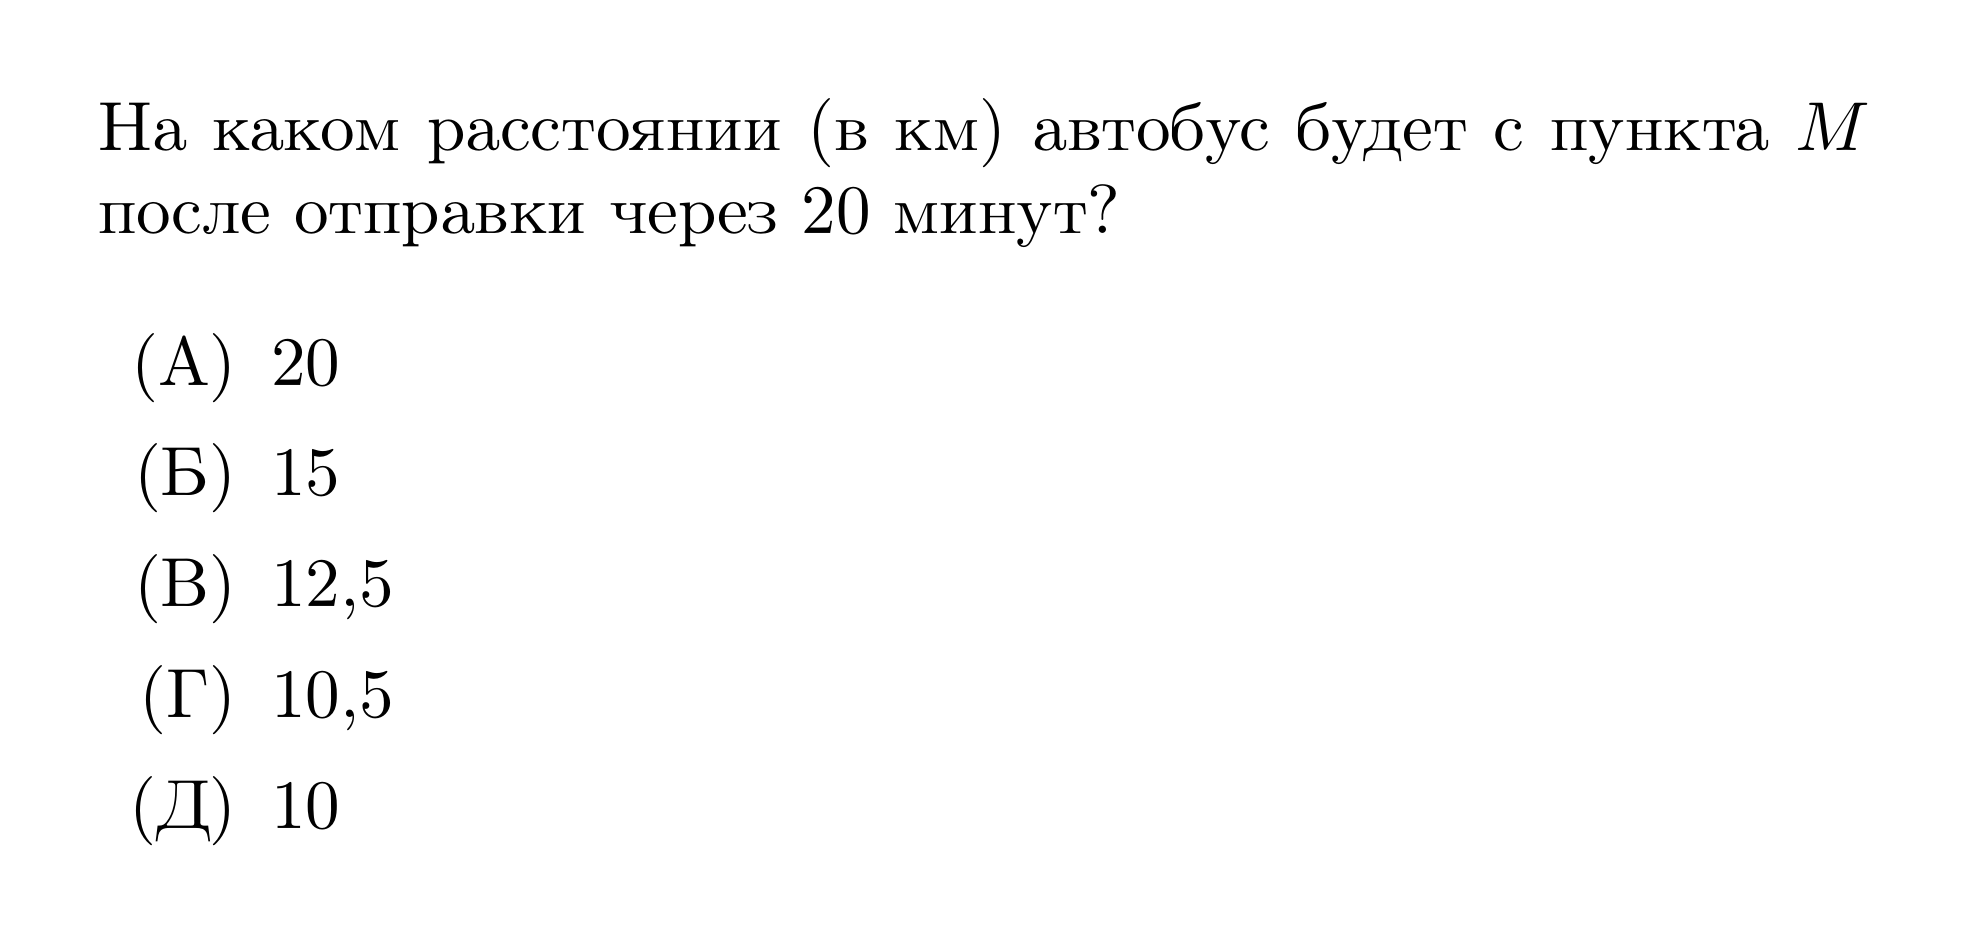 На каком расстоянии (в км) автобус будет с пункта M
после отправки через 20 минут?
(А) 20
(Б) 15
(В) 12,5
(Г) 10,5
(Д) 10